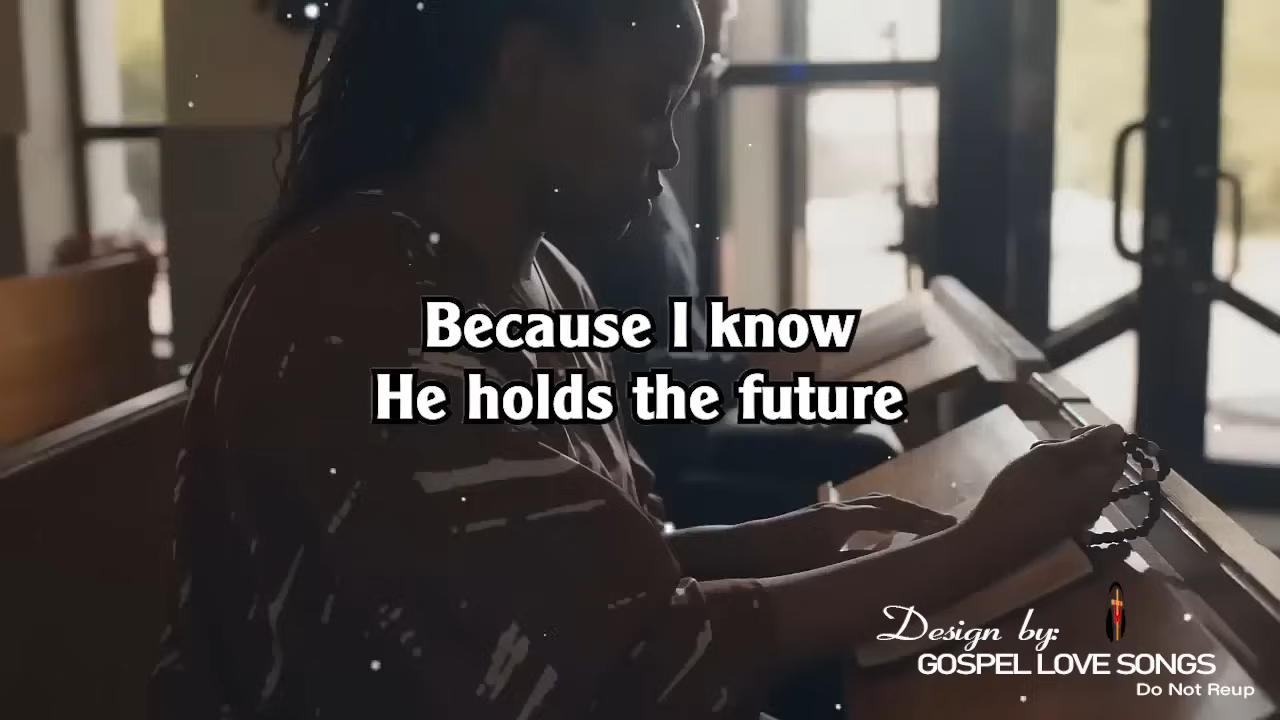 Because I know
He holds the future
Design by:
GOSPEL LOVE SONGS
Do Not Reup